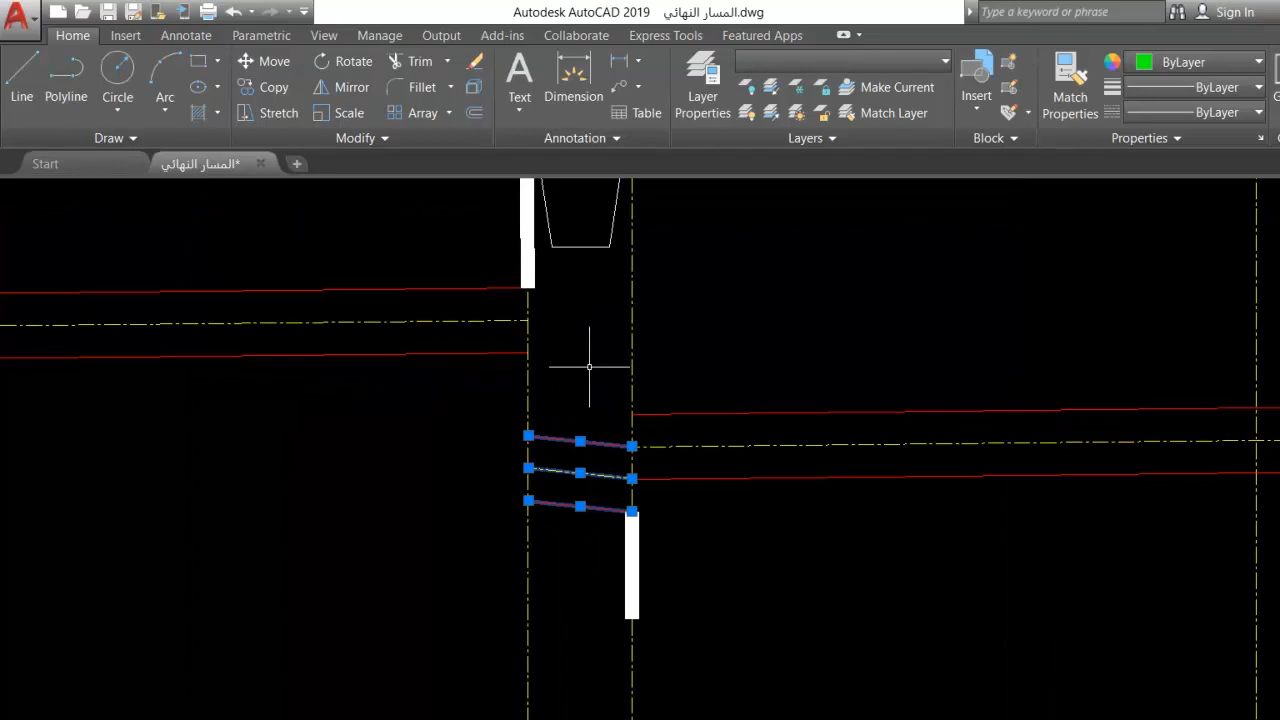 Autodesk AutoCAD 2019 المسار النهائي.dwg
Type a keyword or phrase
Sign In
Home Insert Annotate Parametric View Manage Output Add-ins Collaborate Express Tools Featured Apps
Line
Polyline
Circle
Arc
Draw
Move
Rotate
Trim
Copy
Mirror
Fillet
Stretch
Scale
Array
Modify
Text
Dimension
Table
Annotation
Layer
Properties
Make Current
Match Layer
Layers
Insert
Block
Match
Properties
ByLayer
ByLayer
ByLayer
Properties
Start
المسار النهائي*